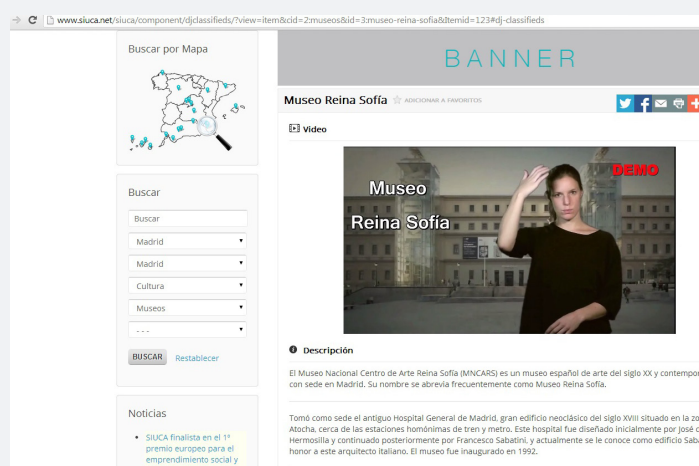 www.siuca.net/siuca/component/djclassifieds/?view=item&cid=2:museos&id=3:museo-reina-sofia&Itemid=123#dj-classifieds
Buscar por Mapa
BANNER
Museo Reina Sofía ADICIONAR A FAVORITOS
Video
Museo
Reina Sofía
DEMO
Buscar
Buscar
Madrid
Madrid
Cultura
Museos
- - -
BUSCAR Restablecer
Descripción
El Museo Nacional Centro de Arte Reina Sofía (MNCARS) es un museo español de arte del siglo XX y contempor
con sede en Madrid. Su nombre se abrevia frecuentemente como Museo Reina Sofía.
Tomó como sede el antiguo Hospital General de Madrid, gran edificio neoclásico del siglo XVIII situado en la zo
Atocha, cerca de las estaciones homónimas de tren y metro. Este hospital fue diseñado inicialmente por José d
Hermosilla y continuado posteriormente por Francesco Sabatini, y actualmente se le conoce como edificio Saba
honor a este arquitecto italiano. El museo fue inaugurado en 1992.
Noticias
SIUCA finalista en el 1º
premio europeo para el
emprendimiento social y